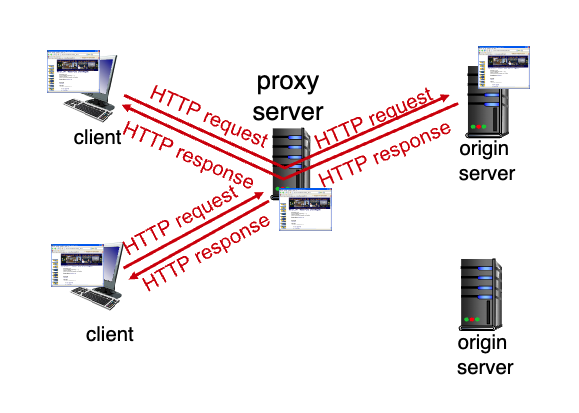 proxy
server
client
HTTP request
HTTP response
HTTP request
HTTP response
origin
server
HTTP request
HTTP response
client
origin
server